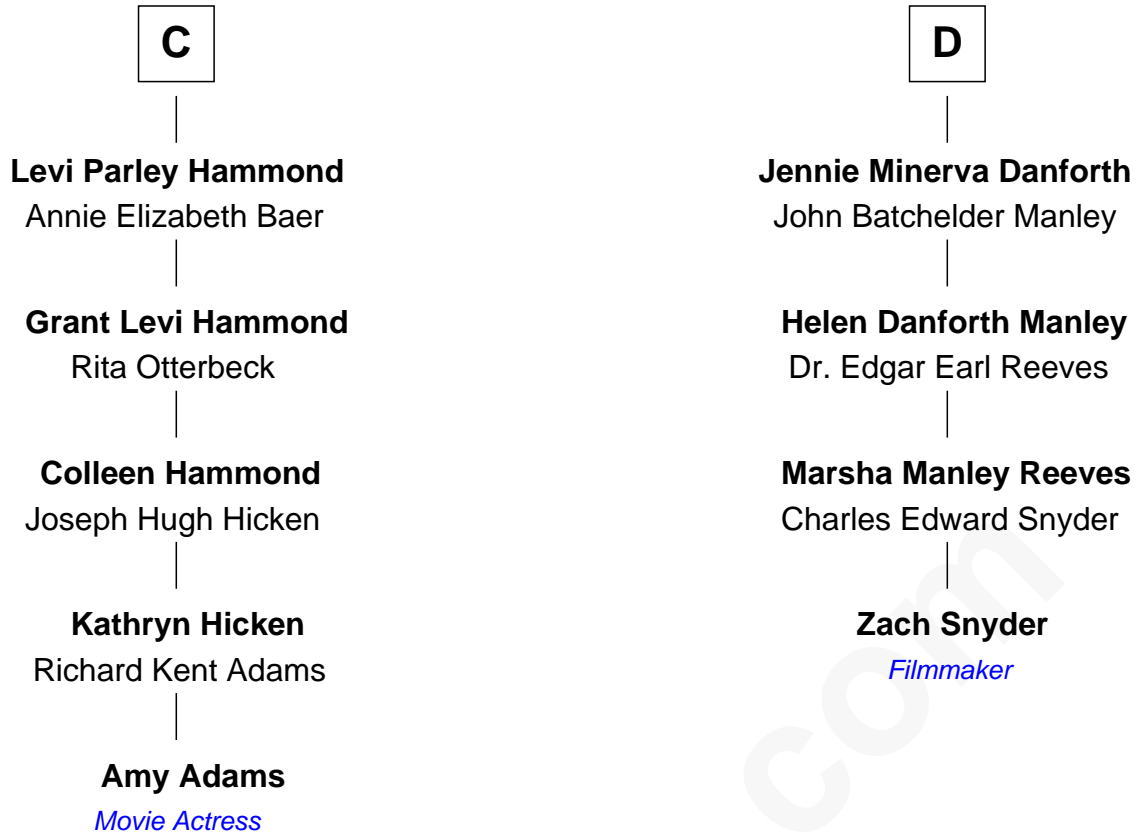 C
Levi Parley Hammond
Annie Elizabeth Baer
Grant Levi Hammond
Rita Otterbeck
Colleen Hammond
Joseph Hugh Hicken
Kathryn Hicken
Richard Kent Adams
Amy Adams
Movie Actress
D
Jennie Minerva Danforth
John Batchelder Manley
Helen Danforth Manley
Dr. Edgar Earl Reeves
Marsha Manley Reeves
Charles Edward Snyder
Zach Snyder
Filmmaker
com